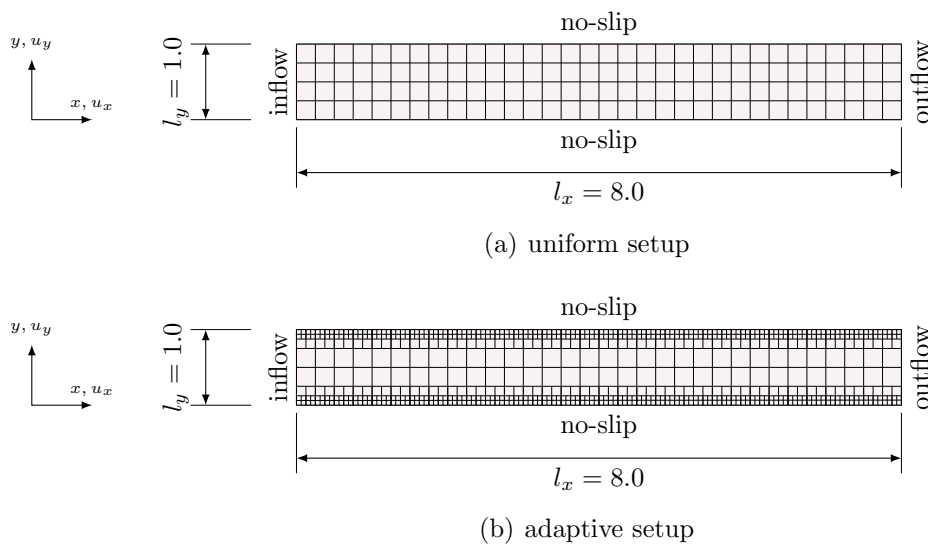 no-slip
y, u_y
x, u_x
l_y = 1.0
inflow
outflow
no-slip
l_x = 8.0
(a) uniform setup
no-slip
y, u_y
x, u_x
l_y = 1.0
inflow
outflow
no-slip
l_x = 8.0
(b) adaptive setup